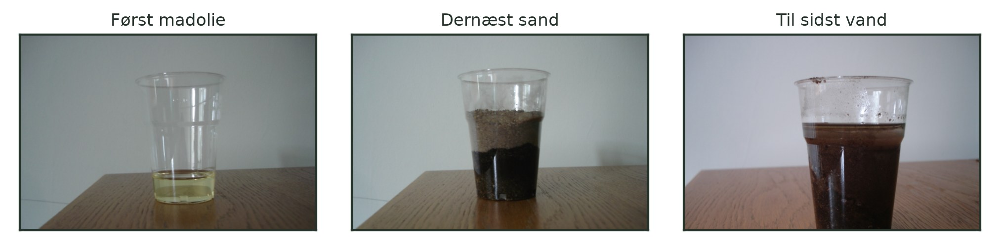 Først madolie
Dernæst sand
Til sidst vand